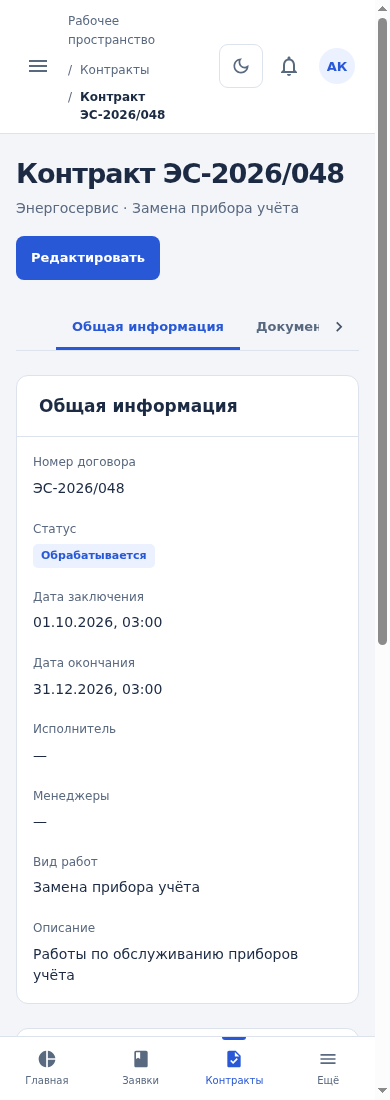 Рабочее
пространство
/ Контракты
/ Контракт
ЭС-2026/048
АК
Контракт ЭС-2026/048
Энергосервис · Замена прибора учёта
Редактировать
Общая информация
Докумен
Общая информация
Номер договора
ЭС-2026/048
Статус
Обрабатывается
Дата заключения
01.10.2026, 03:00
Дата окончания
31.12.2026, 03:00
Исполнитель
—
Менеджеры
—
Вид работ
Замена прибора учёта
Описание
Работы по обслуживанию приборов
учёта
Главная
Заявки
Контракты
Ещё